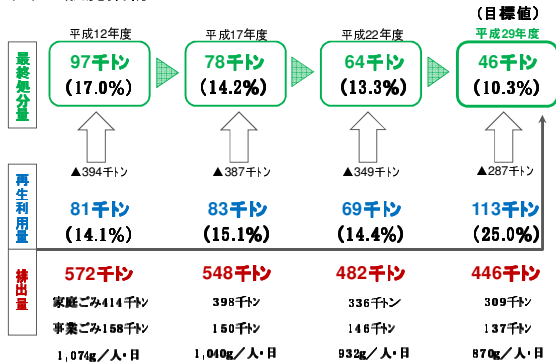 (目標値)
平成12年度 平成17年度 平成22年度 平成29年度
最終処分量
97千トン 78千トン 64千トン 46千トン
(17.0%) (14.2%) (13.3%) (10.3%)
▲394千トン ▲387千トン ▲349千トン ▲287千トン
再生利用量
81千トン 83千トン 69千トン 113千トン
(14.1%) (15.1%) (14.4%) (25.0%)
排出量
572千トン 548千トン 482千トン 446千トン
家庭ごみ414千トン 398千トン 336千トン 309千トン
事業ごみ158千トン 150千トン 146千トン 137千トン
1,074g/人・日 1,040g/人・日 932g/人・日 870g/人・日